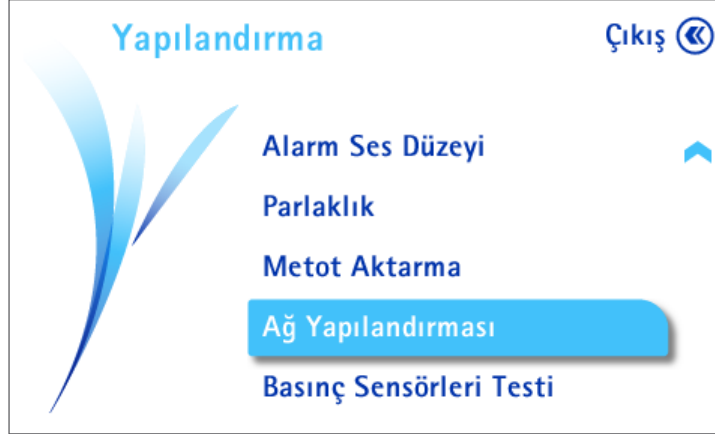 Yapılandırma
Çıkış
Alarm Ses Düzeyi
Parlaklık
Metot Aktarma
Ağ Yapılandırması
Basınç Sensörleri Testi